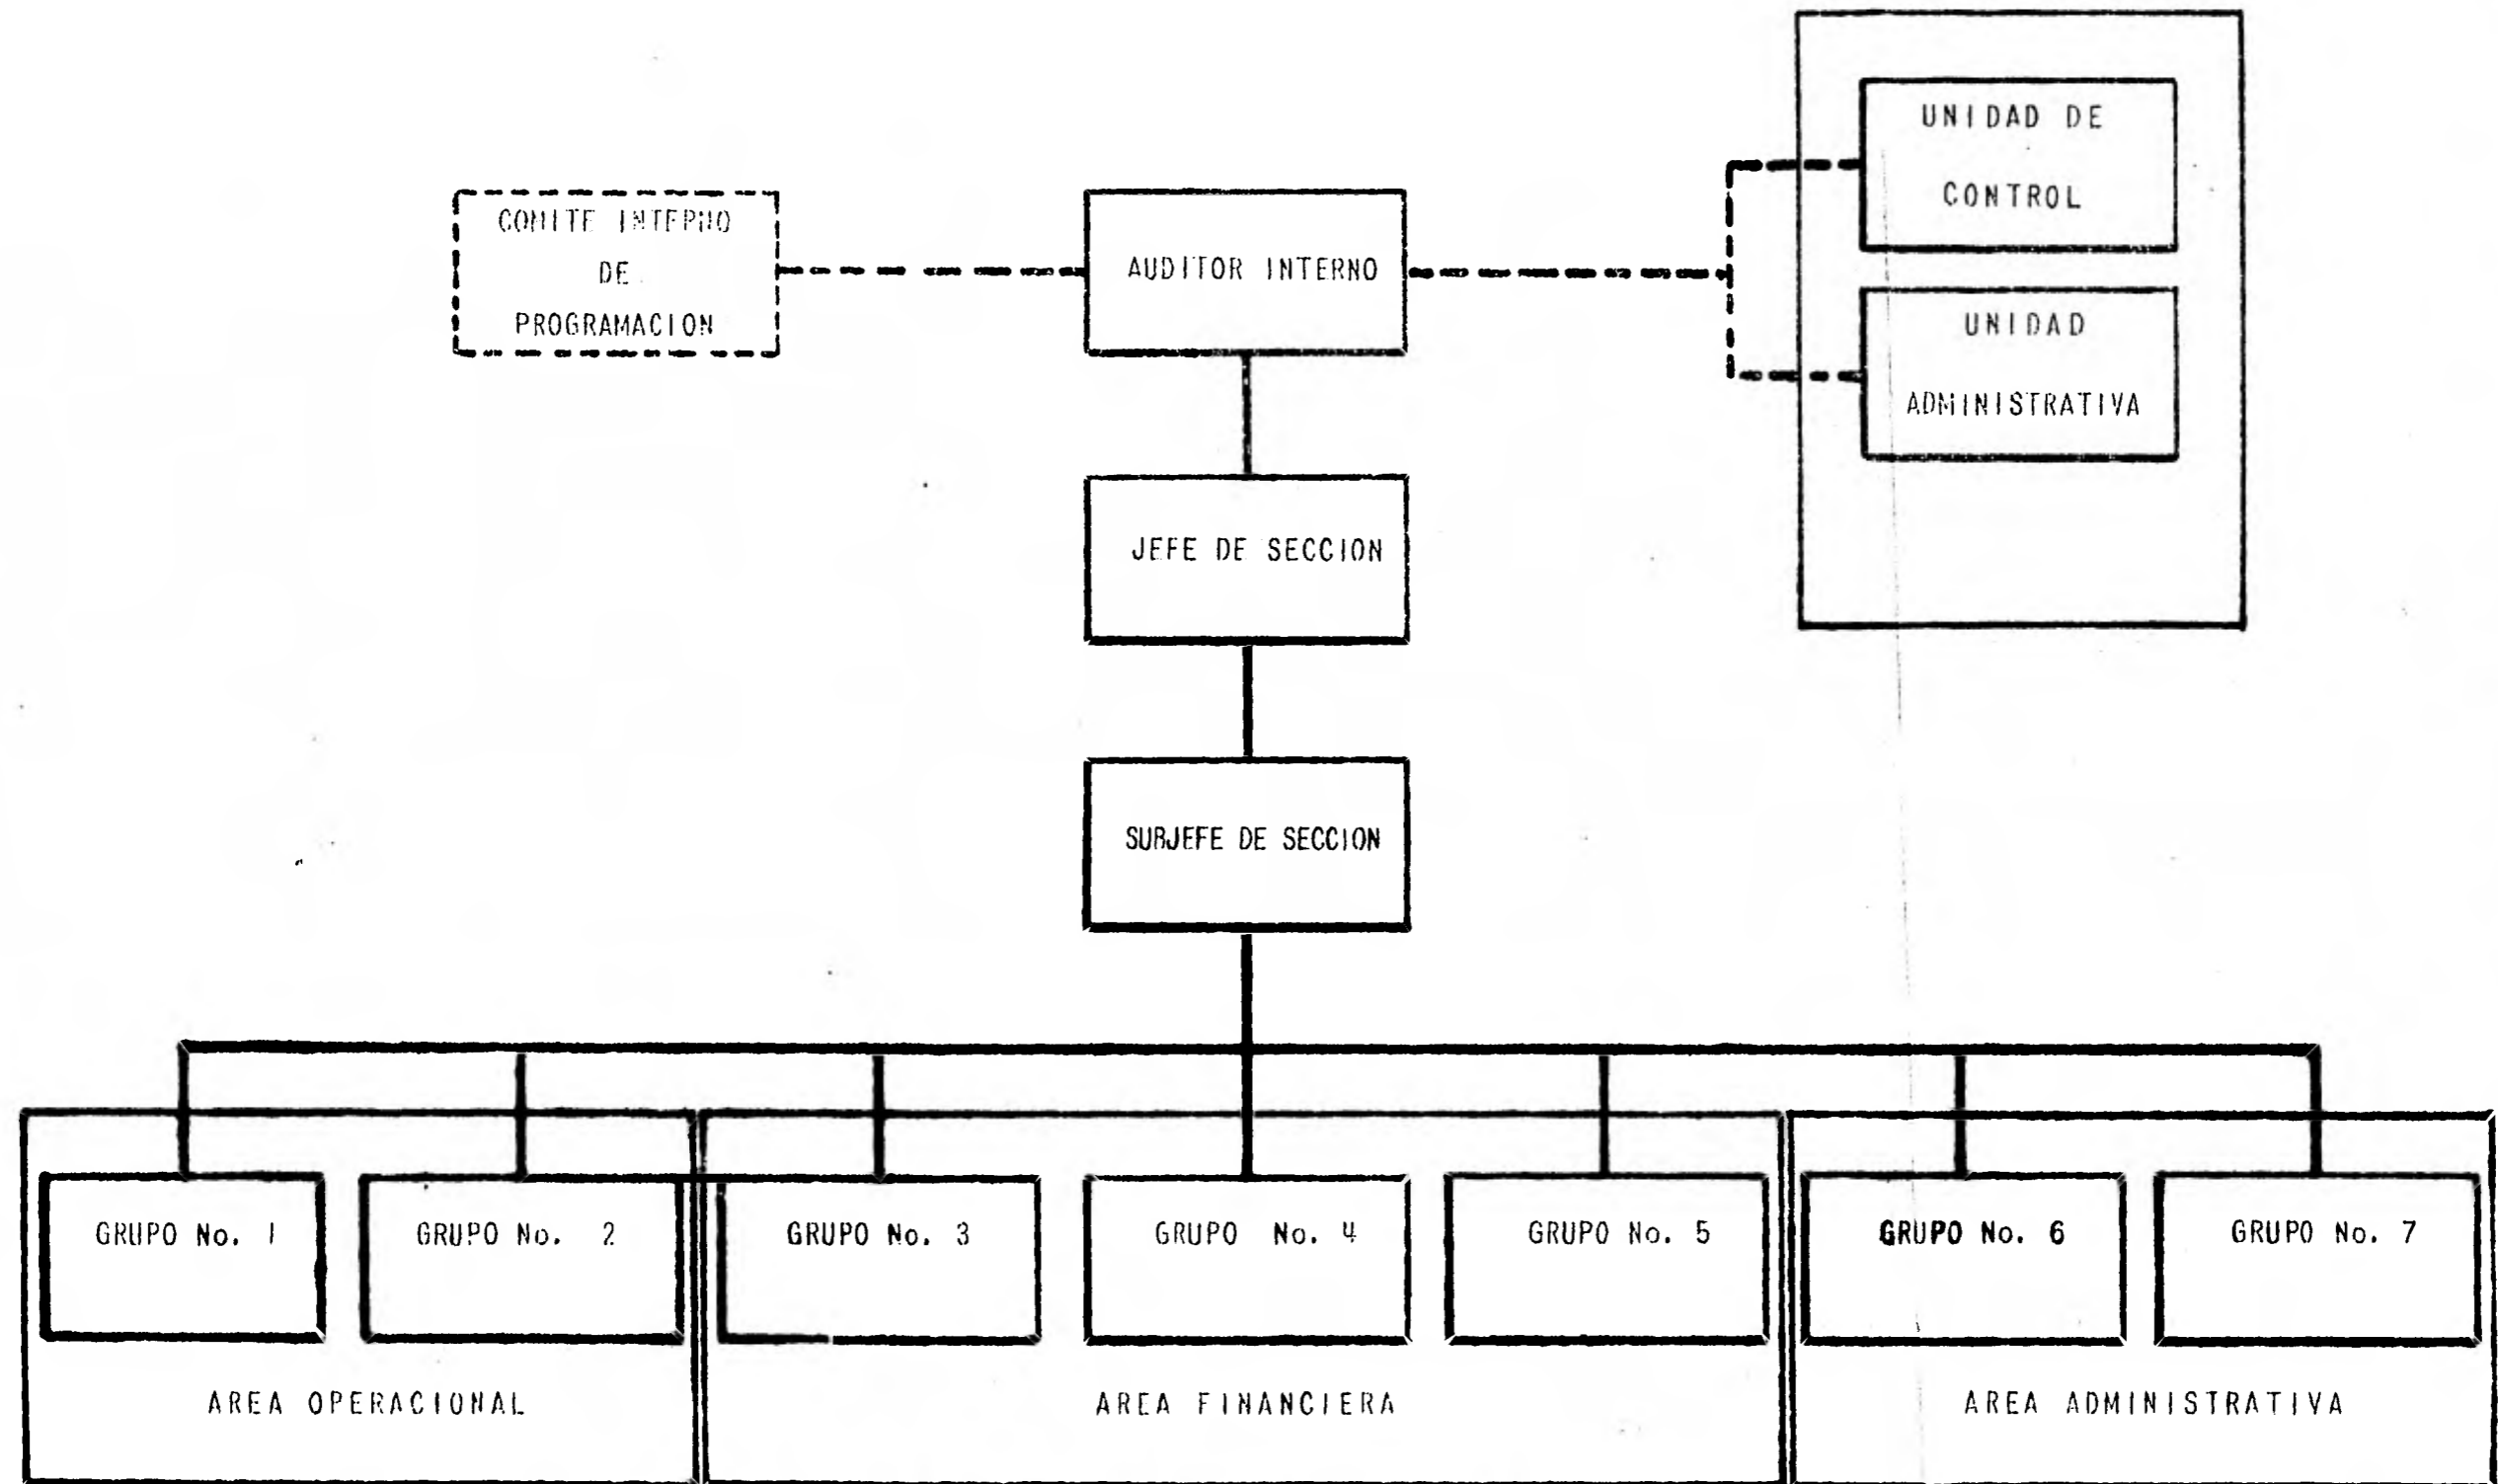 UNIDAD DE
CONTROL
COMITE INTERNO
DE
PROGRAMACION
AUDITOR INTERNO
UNIDAD
ADMINISTRATIVA
JEFE DE SECCION
SUBJEFE DE SECCION
GRUPO No. 1
GRUPO No. 2
GRUPO No. 3
GRUPO No. 4
GRUPO No. 5
GRUPO No. 6
GRUPO No. 7
AREA OPERACIONAL
AREA FINANCIERA
AREA ADMINISTRATIVA